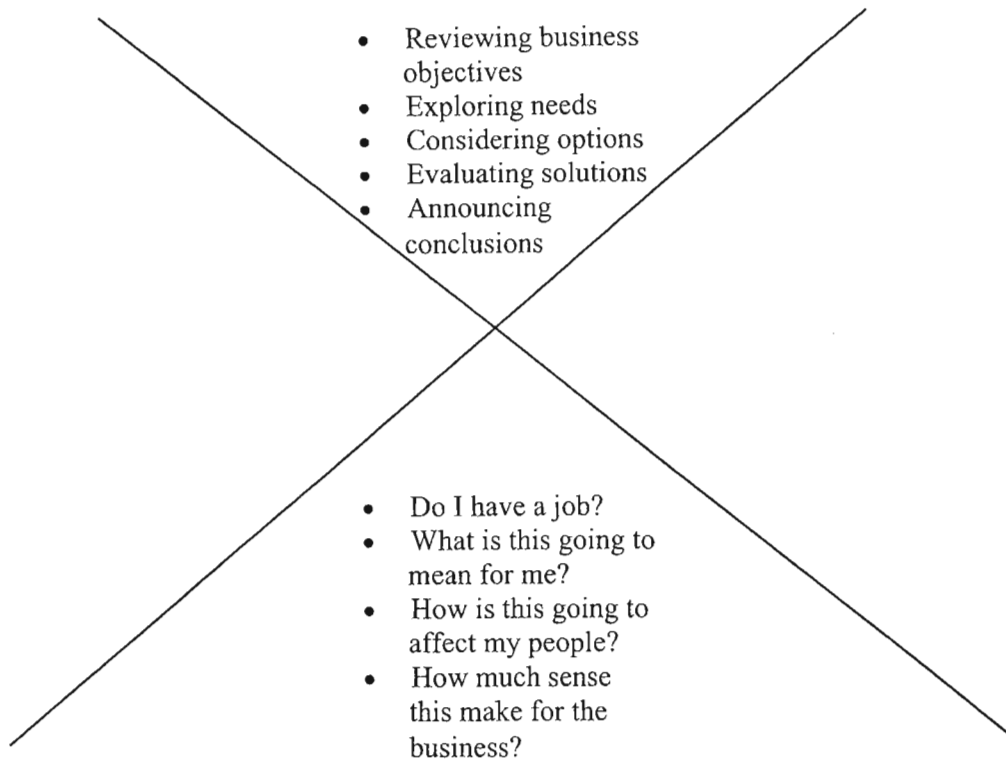 • Reviewing business
objectives
• Exploring needs
• Considering options
• Evaluating solutions
• Announcing
conclusions
• Do I have a job?
• What is this going to
mean for me?
• How is this going to
affect my people?
• How much sense
this make for the
business?